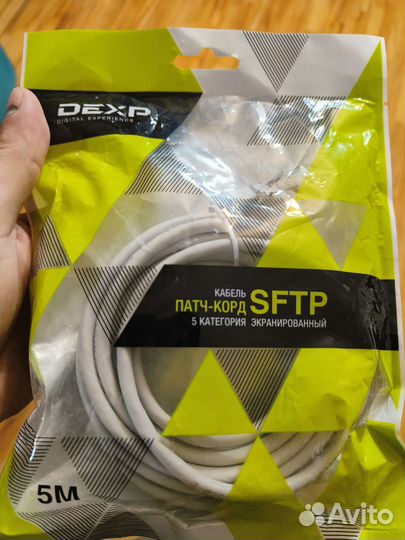 DEXP
DIGITAL EXPERIENCE
КАБЕЛЬ
ПАТЧ-КОРД SFTP
5 КАТЕГОРИЯ ЭКРАНИРОВАННЫЙ
5М
Avito